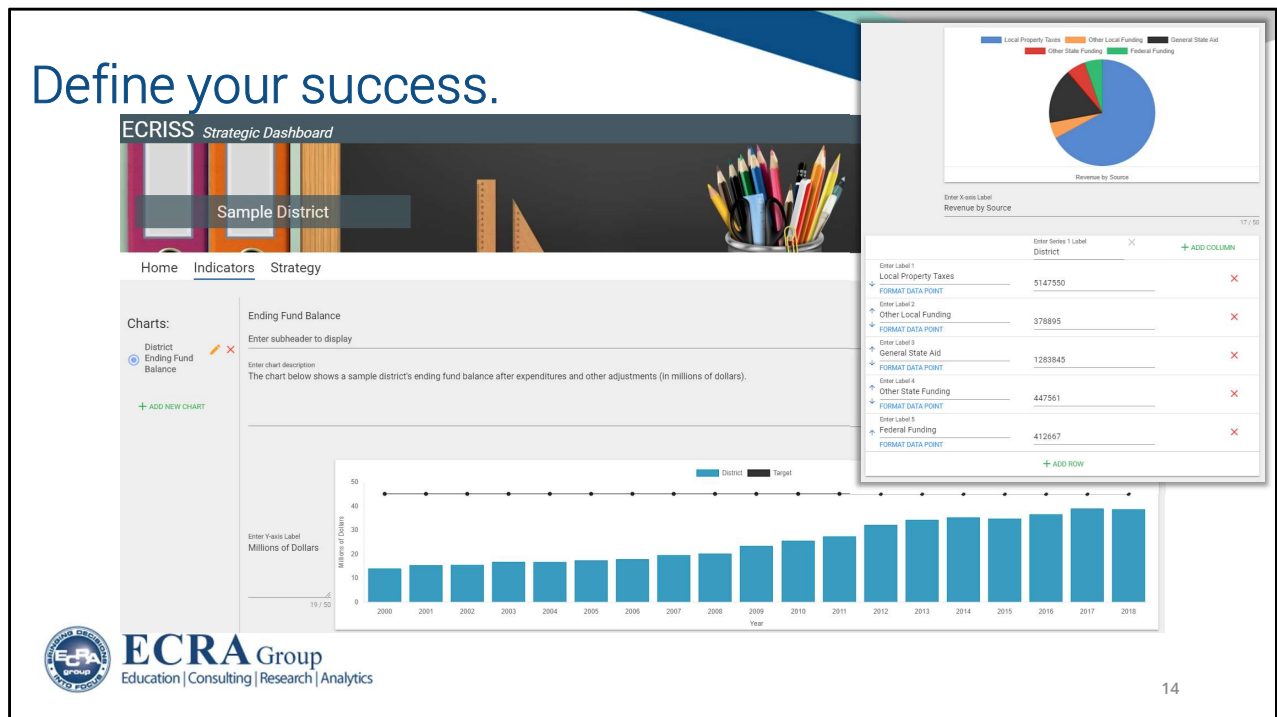 Define your success.
ECRISS Strategic Dashboard
Sample District
Home Indicators Strategy
Charts:
District
Ending Fund
Balance
+ ADD NEW CHART
Ending Fund Balance
Enter subheader to display
Enter chart description
The chart below shows a sample district's ending fund balance after expenditures and other adjustments (in millions of dollars).
Enter Y-axis Label
Millions of Dollars
19 / 50
District Target
Millions of Dollars
50
40
30
20
10
0
2000 2001 2002 2003 2004 2005 2006 2007 2008 2009 2010 2011 2012 2013 2014 2015 2016 2017 2018
Year
Local Property Taxes Other Local Funding General State Aid
Other State Funding Federal Funding
Revenue by Source
Enter X-axis Label
Revenue by Source
17 / 50
Enter Series 1 Label
District
+ ADD COLUMN
Enter Label 1
Local Property Taxes
5147550
FORMAT DATA POINT
Enter Label 2
Other Local Funding
378895
FORMAT DATA POINT
Enter Label 3
General State Aid
1283845
FORMAT DATA POINT
Enter Label 4
Other State Funding
447561
FORMAT DATA POINT
Enter Label 5
Federal Funding
412667
FORMAT DATA POINT
+ ADD ROW
BRINGING DECISIONS
ECRA
group
INTO FOCUS
ECRA Group
Education | Consulting | Research | Analytics
14